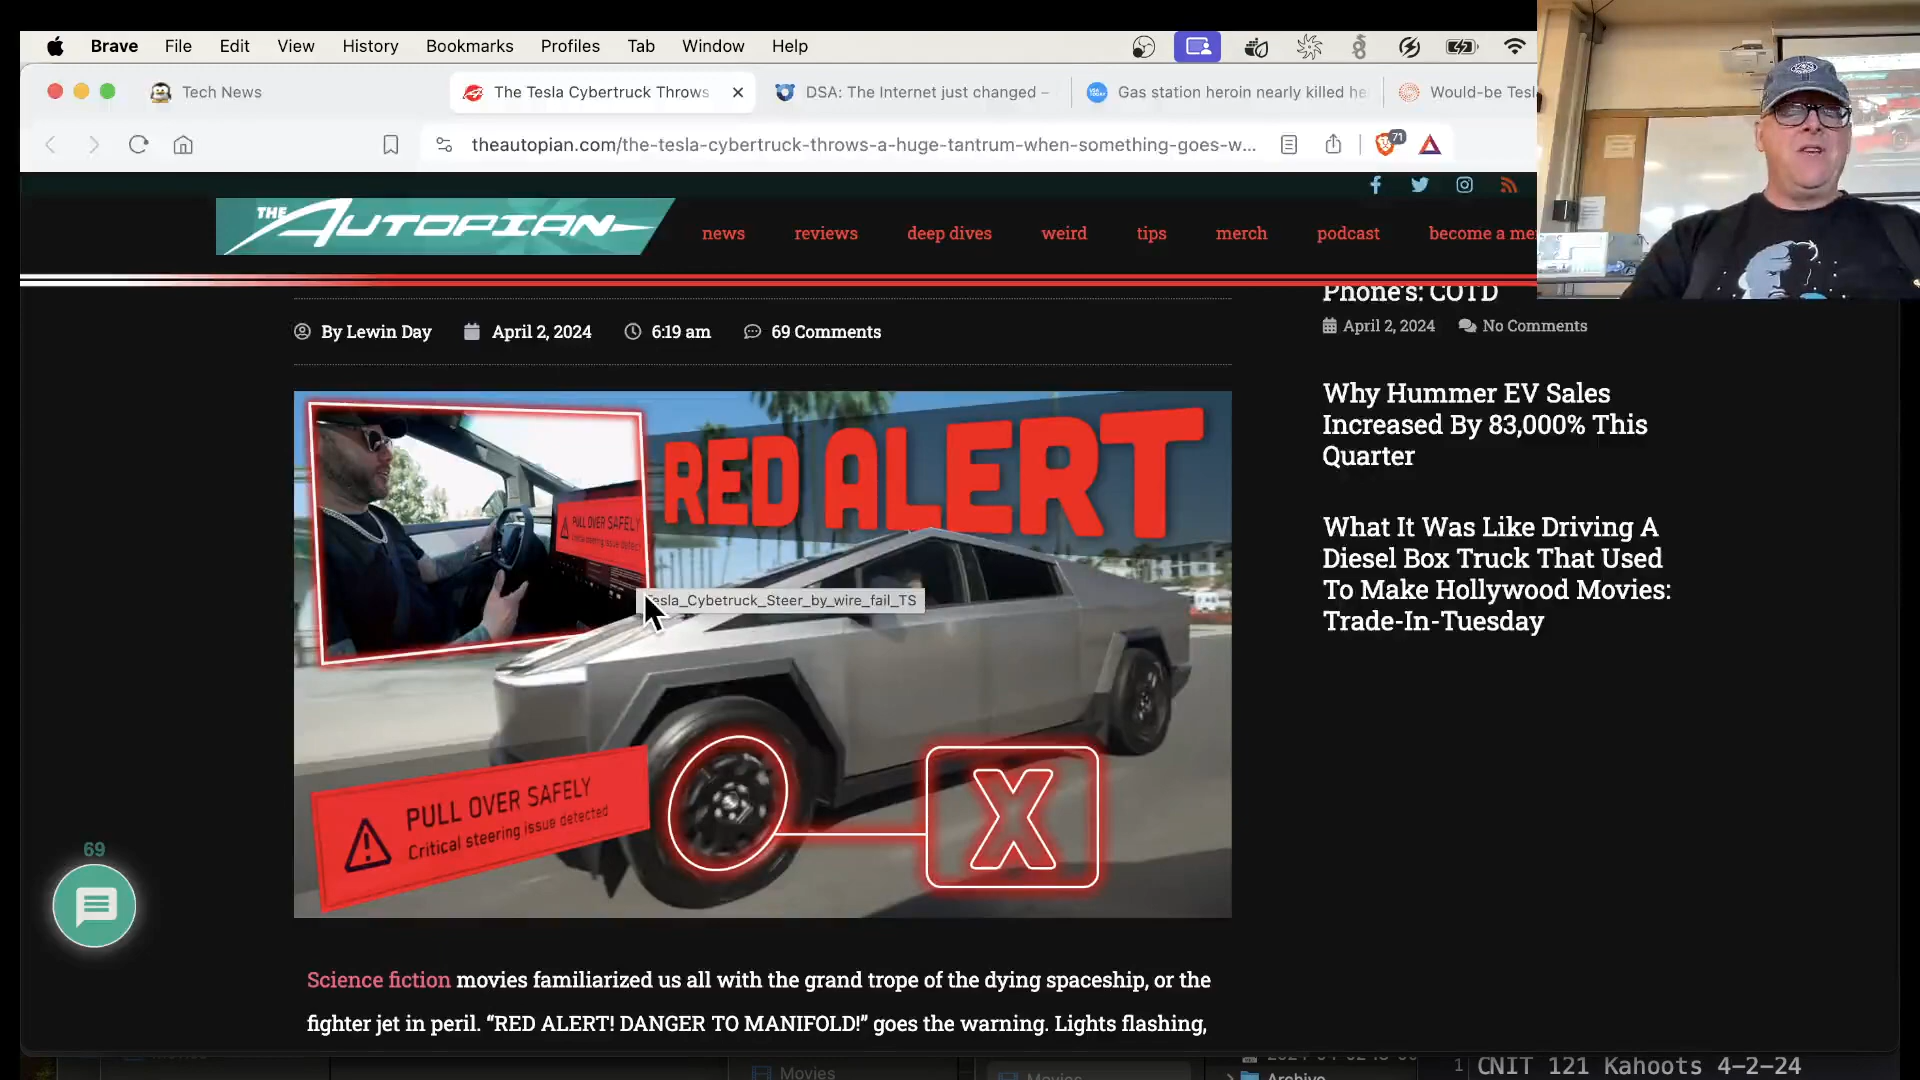 Brave File Edit View History Bookmarks Profiles Tab Window Help
Tech News
The Tesla Cybertruck Throws
DSA: The Internet just changed –
Gas station heroin nearly killed he
Would-be Tesl
theautopian.com/the-tesla-cybertruck-throws-a-huge-tantrum-when-something-goes-w...
71
THE AUTOPIAN
news reviews deep dives weird tips merch podcast become a me
By Lewin Day April 2, 2024 6:19 am 69 Comments
RED ALERT
PULL OVER SAFELY
Critical steering issue detect
esla_Cybetruck_Steer_by_wire_fail_TS
PULL OVER SAFELY
Critical steering issue detected
X
Science fiction movies familiarized us all with the grand trope of the dying spaceship, or the
fighter jet in peril. “RED ALERT! DANGER TO MANIFOLD!” goes the warning. Lights flashing,
69
Phone's: COTD
April 2, 2024 No Comments
Why Hummer EV Sales
Increased By 83,000% This
Quarter
What It Was Like Driving A
Diesel Box Truck That Used
To Make Hollywood Movies:
Trade-In-Tuesday
Movies
Archive
1 CNIT 121 Kahoots 4-2-24